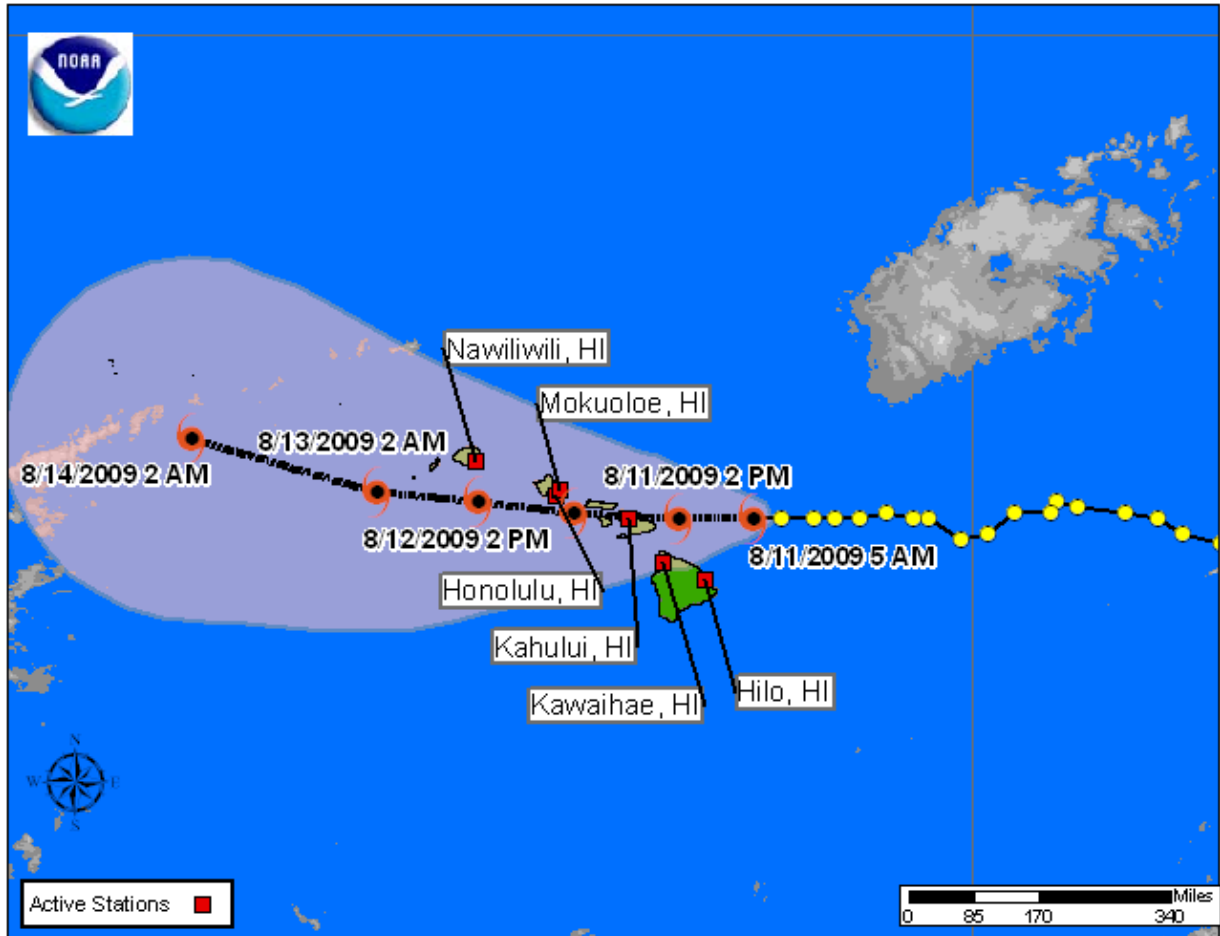 NOAA
Nawiliwili, HI
Mokuoloe, HI
8/13/2009 2 AM
8/14/2009 2 AM
8/11/2009 2 PM
8/12/2009 2 PM
8/11/2009 5 AM
Honolulu, HI
Kahului, HI
Kawaihae, HI
Hilo, HI
N
W E
S
Active Stations
Miles
0 85 170 340